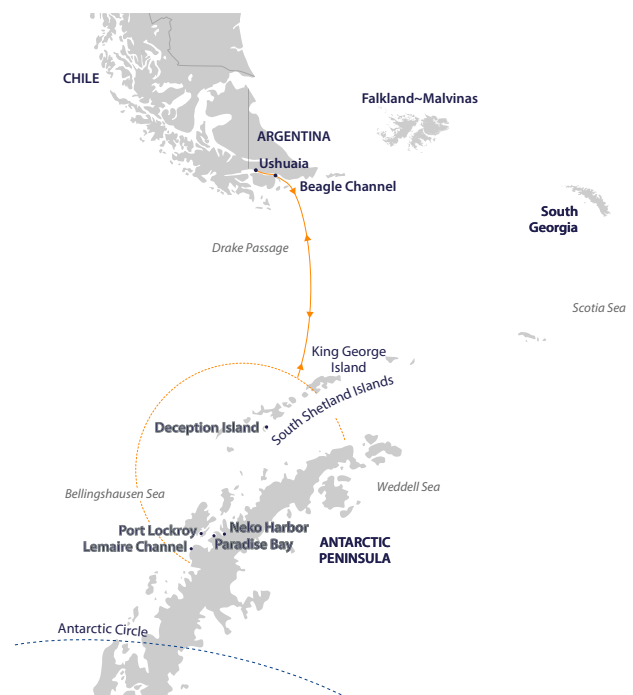 CHILE
Falkland~Malvinas
ARGENTINA
Ushuaia
Beagle Channel
South
Georgia
Drake Passage
Scotia Sea
King George
Island
South Shetland Islands
Deception Island
Weddell Sea
Bellingshausen Sea
Port Lockroy
Neko Harbor
Lemaire Channel
Paradise Bay
ANTARCTIC
PENINSULA
Antarctic Circle